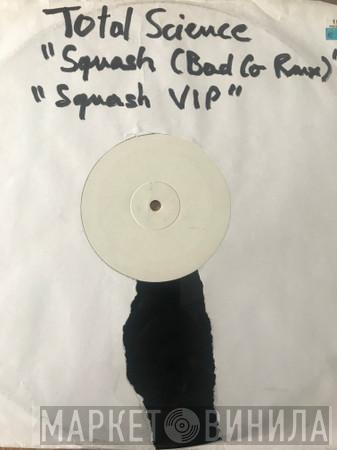 Total Science
"Squash (Bad Co Rmx)"
"Squash VIP"
МАРКЕТ ВИНИЛА